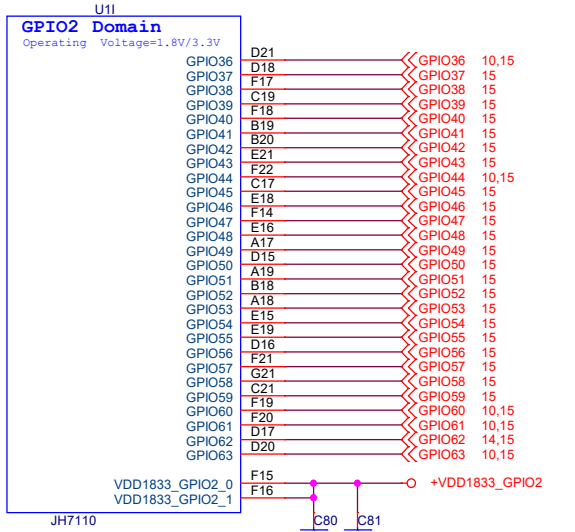 U1I
GPIO2 Domain
Operating Voltage=1.8V/3.3V
GPIO36 D21 GPIO36 10,15
GPIO37 D18 GPIO37 15
GPIO38 F17 GPIO38 15
GPIO39 C19 GPIO39 15
GPIO40 F18 GPIO40 15
GPIO41 B19 GPIO41 15
GPIO42 B20 GPIO42 15
GPIO43 E21 GPIO43 15
GPIO44 F22 GPIO44 10,15
GPIO45 C17 GPIO45 15
GPIO46 E18 GPIO46 15
GPIO47 F14 GPIO47 15
GPIO48 E16 GPIO48 15
GPIO49 A17 GPIO49 15
GPIO50 D15 GPIO50 15
GPIO51 A19 GPIO51 15
GPIO52 B18 GPIO52 15
GPIO53 A18 GPIO53 15
GPIO54 E15 GPIO54 15
GPIO55 E19 GPIO55 15
GPIO56 D16 GPIO56 15
GPIO57 F21 GPIO57 15
GPIO58 G21 GPIO58 15
GPIO59 C21 GPIO59 15
GPIO60 F19 GPIO60 10,15
GPIO61 F20 GPIO61 10,15
GPIO62 D17 GPIO62 14,15
GPIO63 D20 GPIO63 10,15
VDD1833_GPIO2_0 F15 +VDD1833_GPIO2
VDD1833_GPIO2_1 F16
JH7110 C80 C81